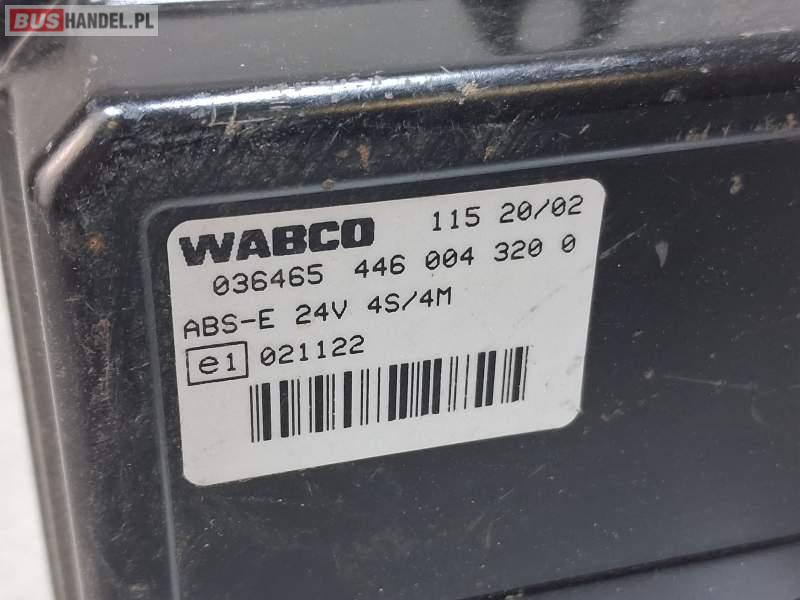 BUSHANDEL.PL
WABCO 115 20/02
036465 446 004 320 0
ABS-E 24V 4S/4M
e1 021122